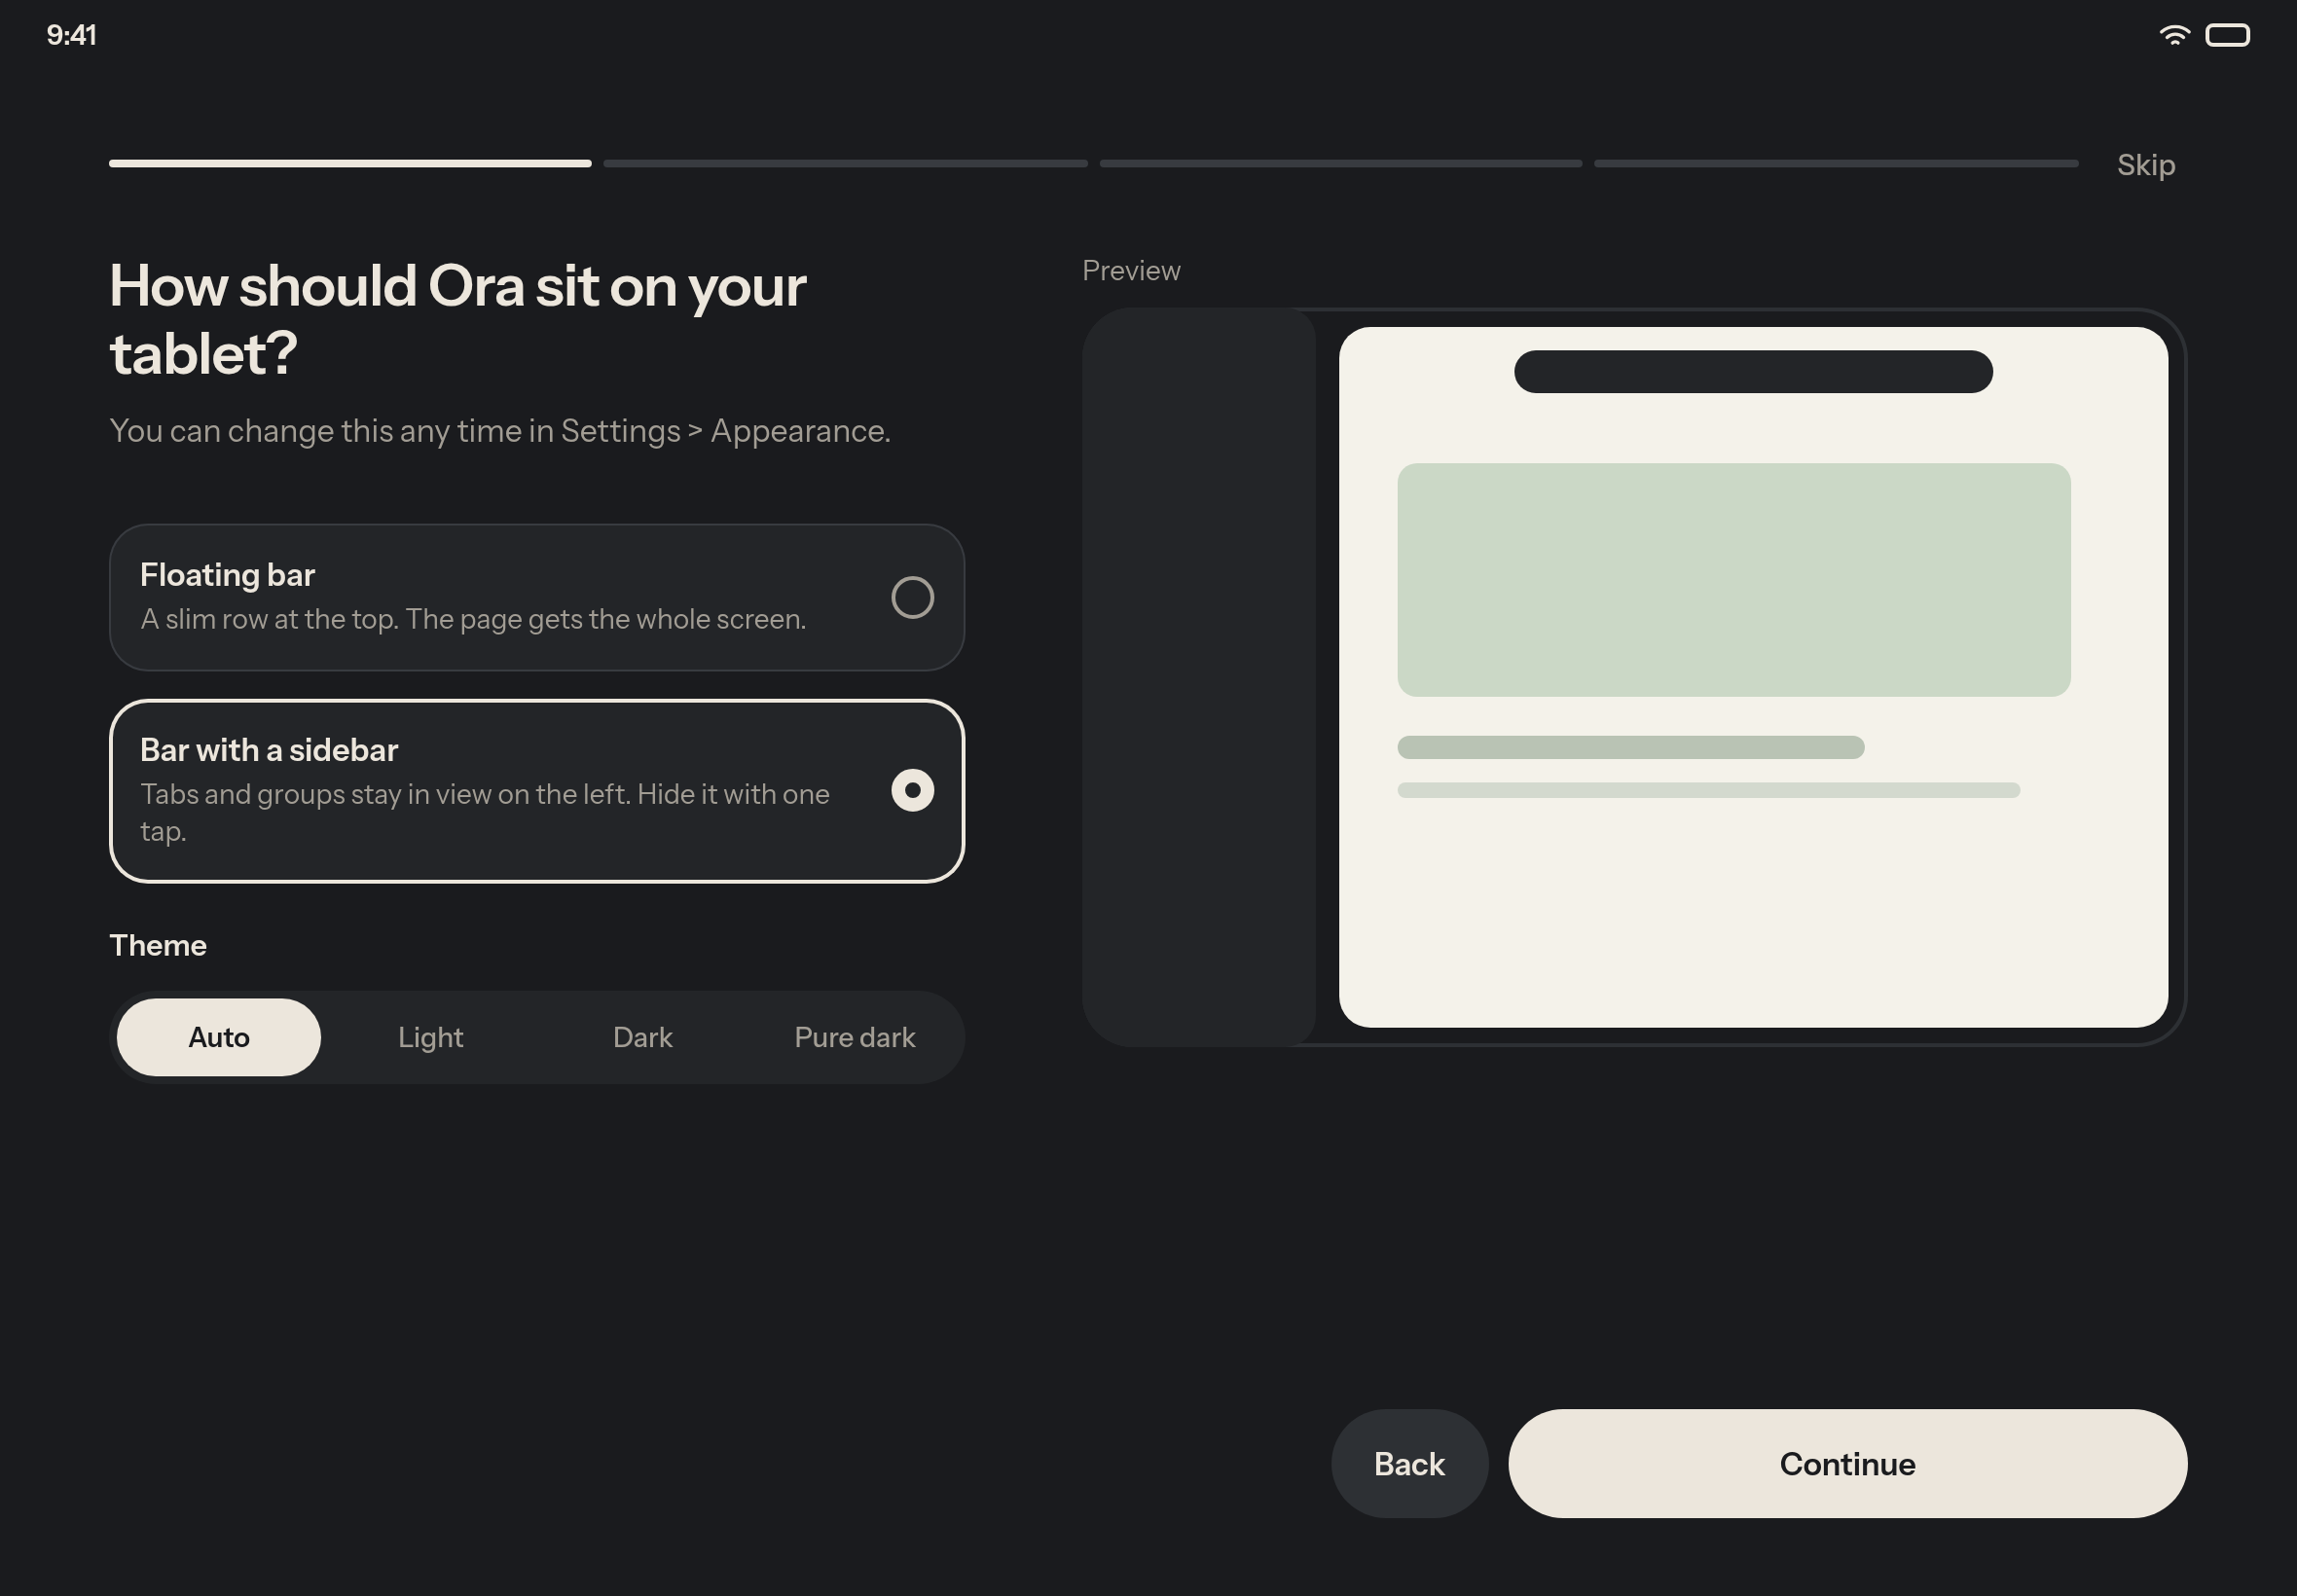 9:41
Skip
How should Ora sit on your
tablet?
You can change this any time in Settings > Appearance.
Floating bar
A slim row at the top. The page gets the whole screen.
Bar with a sidebar
Tabs and groups stay in view on the left. Hide it with one
tap.
Theme
Auto
Light
Dark
Pure dark
Preview
Back
Continue